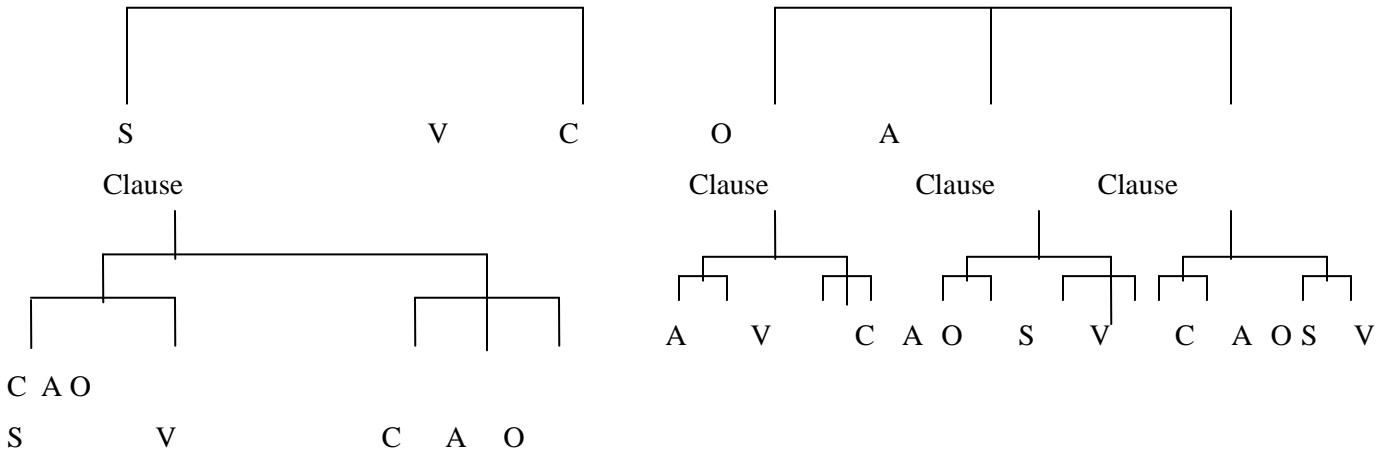 S V C O A
Clause Clause Clause Clause
A V C A O S V C A O S V
C A O
S V C A O